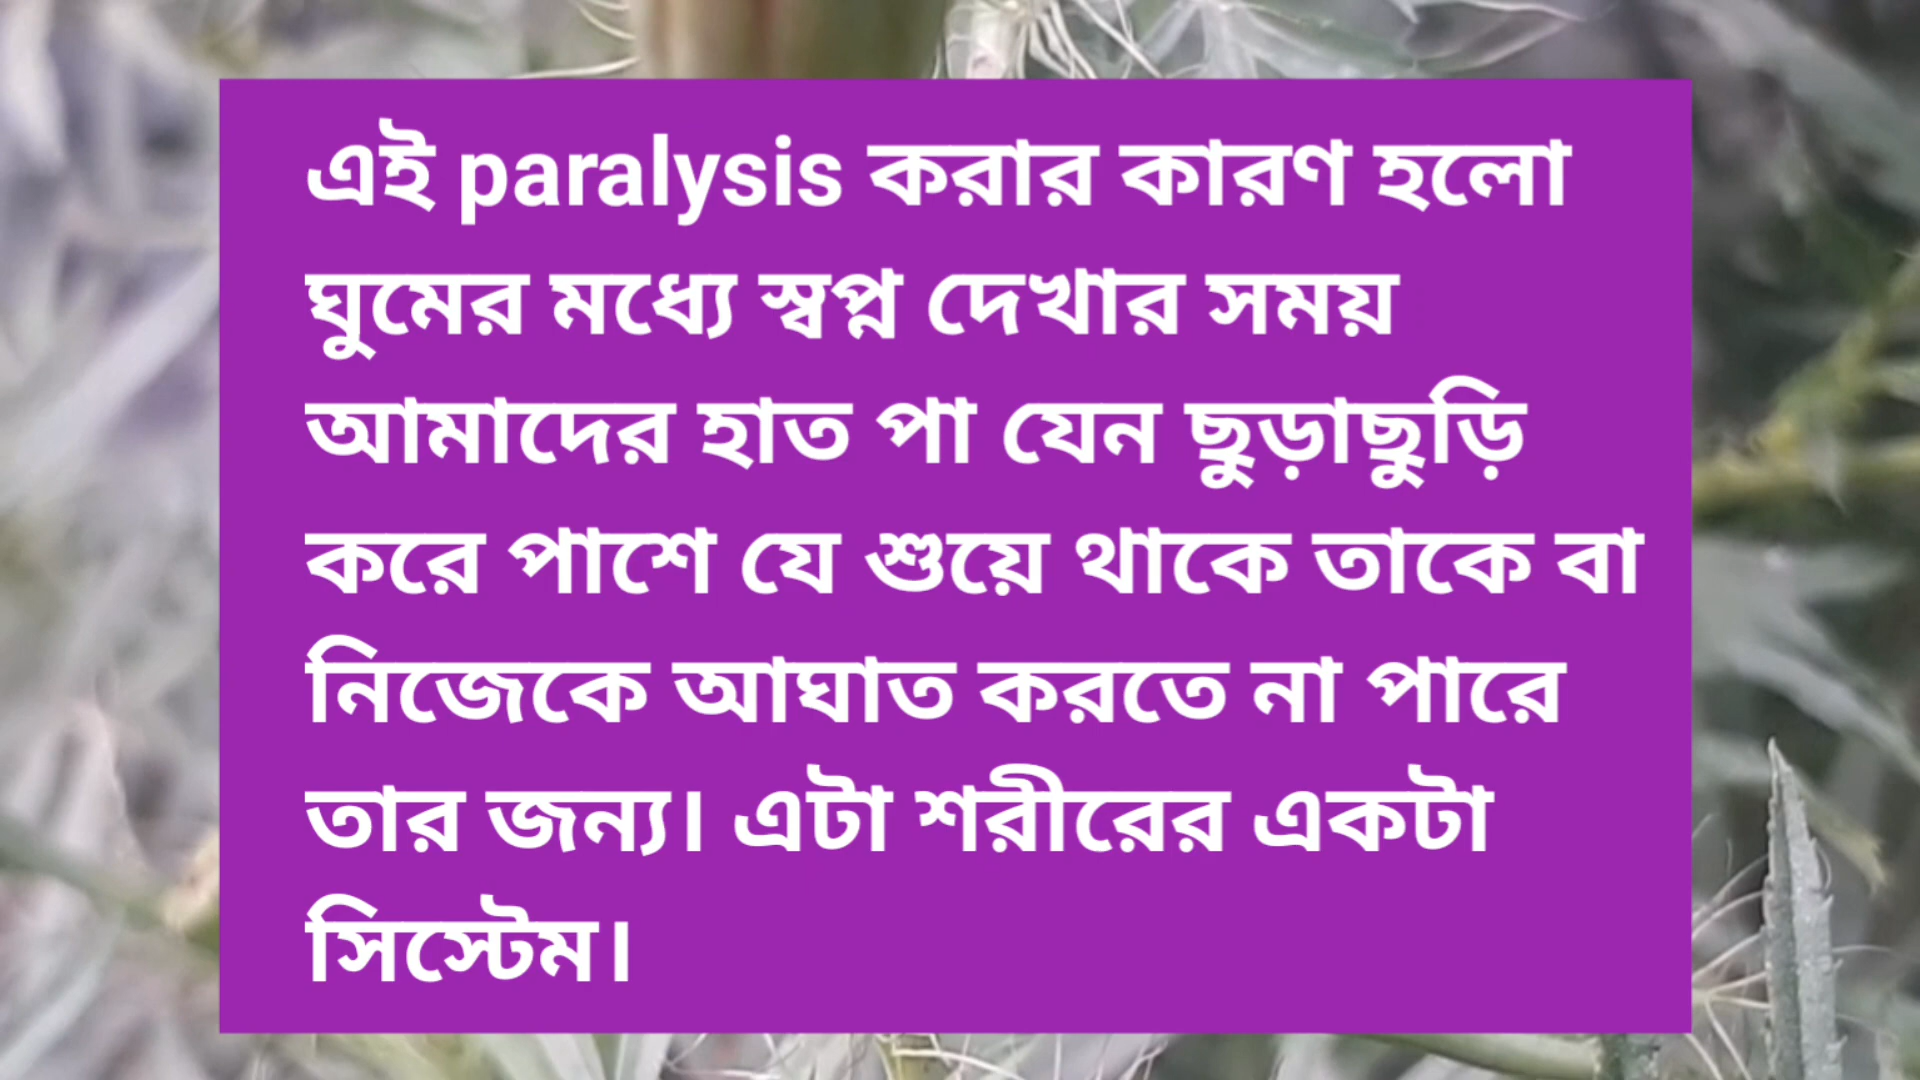 এই paralysis করার কারণ হলো
ঘুমের মধ্যে স্বপ্ন দেখার সময়
আমাদের হাত পা যেন ছুড়াছুড়ি
করে পাশে যে শুয়ে থাকে তাকে বা
নিজেকে আঘাত করতে না পারে
তার জন্য। এটা শরীরের একটা
সিস্টেম।